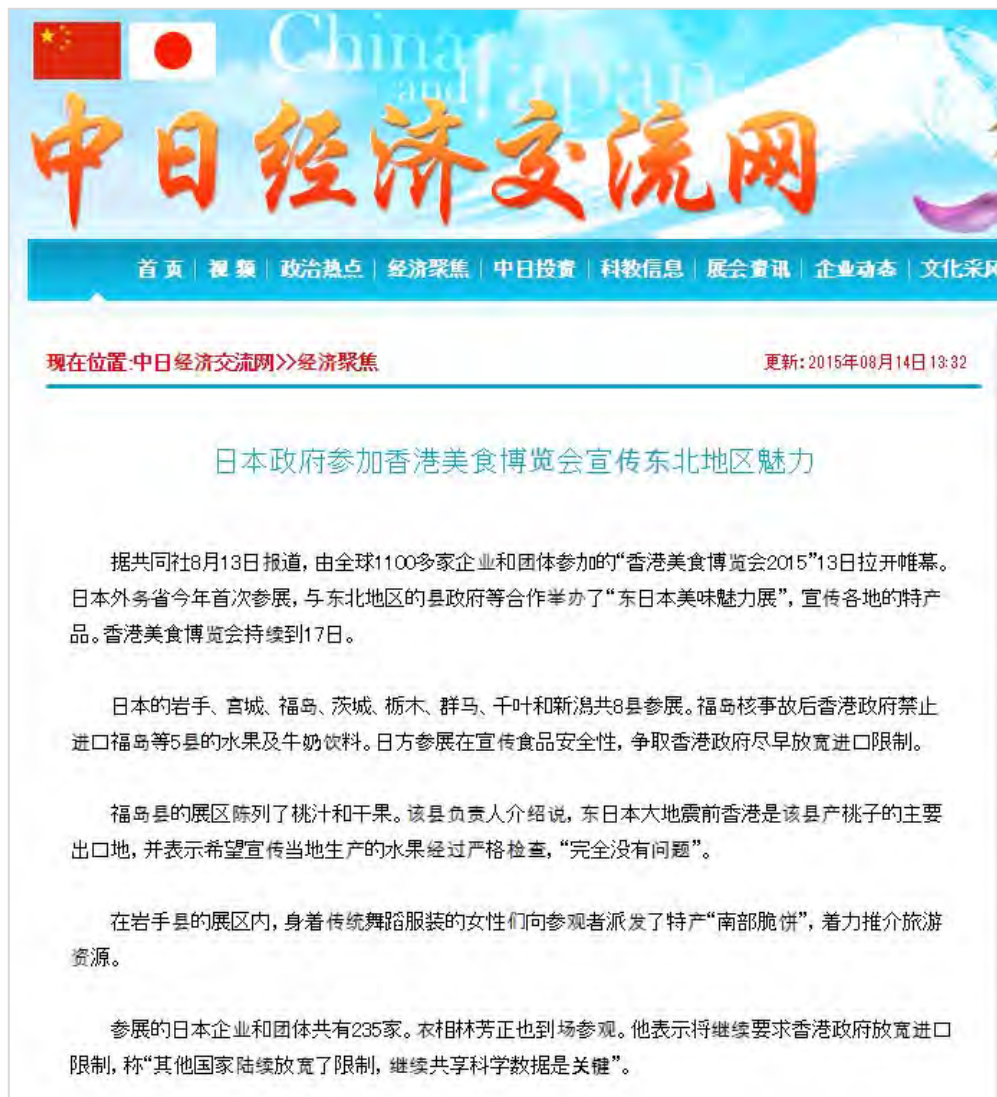 China
and Japan
中日经济交流网
首 页 | 视 频 | 政治热点 | 经济聚焦 | 中日投资 | 科教信息 | 展会资讯 | 企业动态 | 文化采风
现在位置:中日经济交流网>>经济聚焦
更新:2015年08月14日13:32
日本政府参加香港美食博览会宣传东北地区魅力
据共同社8月13日报道,由全球1100多家企业和团体参加的“香港美食博览会2015”13日拉开帷幕。
日本外务省今年首次参展,与东北地区的县政府等合作举办了“东日本美味魅力展”,宣传各地的特产
品。香港美食博览会持续到17日。
日本的岩手、宫城、福岛、茨城、栃木、群马、千叶和新潟共8县参展。福岛核事故后香港政府禁止
进口福岛等5县的水果及牛奶饮料。日方参展在宣传食品安全性,争取香港政府尽早放宽进口限制。
福岛县的展区陈列了桃汁和干果。该县负责人介绍说,东日本大地震前香港是该县产桃子的主要
出口地,并表示希望宣传当地生产的水果经过严格检查,“完全没有问题”。
在岩手县的展区内,身着传统舞蹈服装的女性们向参观者派发了特产“南部脆饼”,着力推介旅游
资源。
参展的日本企业和团体共有235家。农相林芳正也到场参观。他表示将继续要求香港政府放宽进口
限制,称“其他国家陆续放宽了限制,继续共享科学数据是关键”。